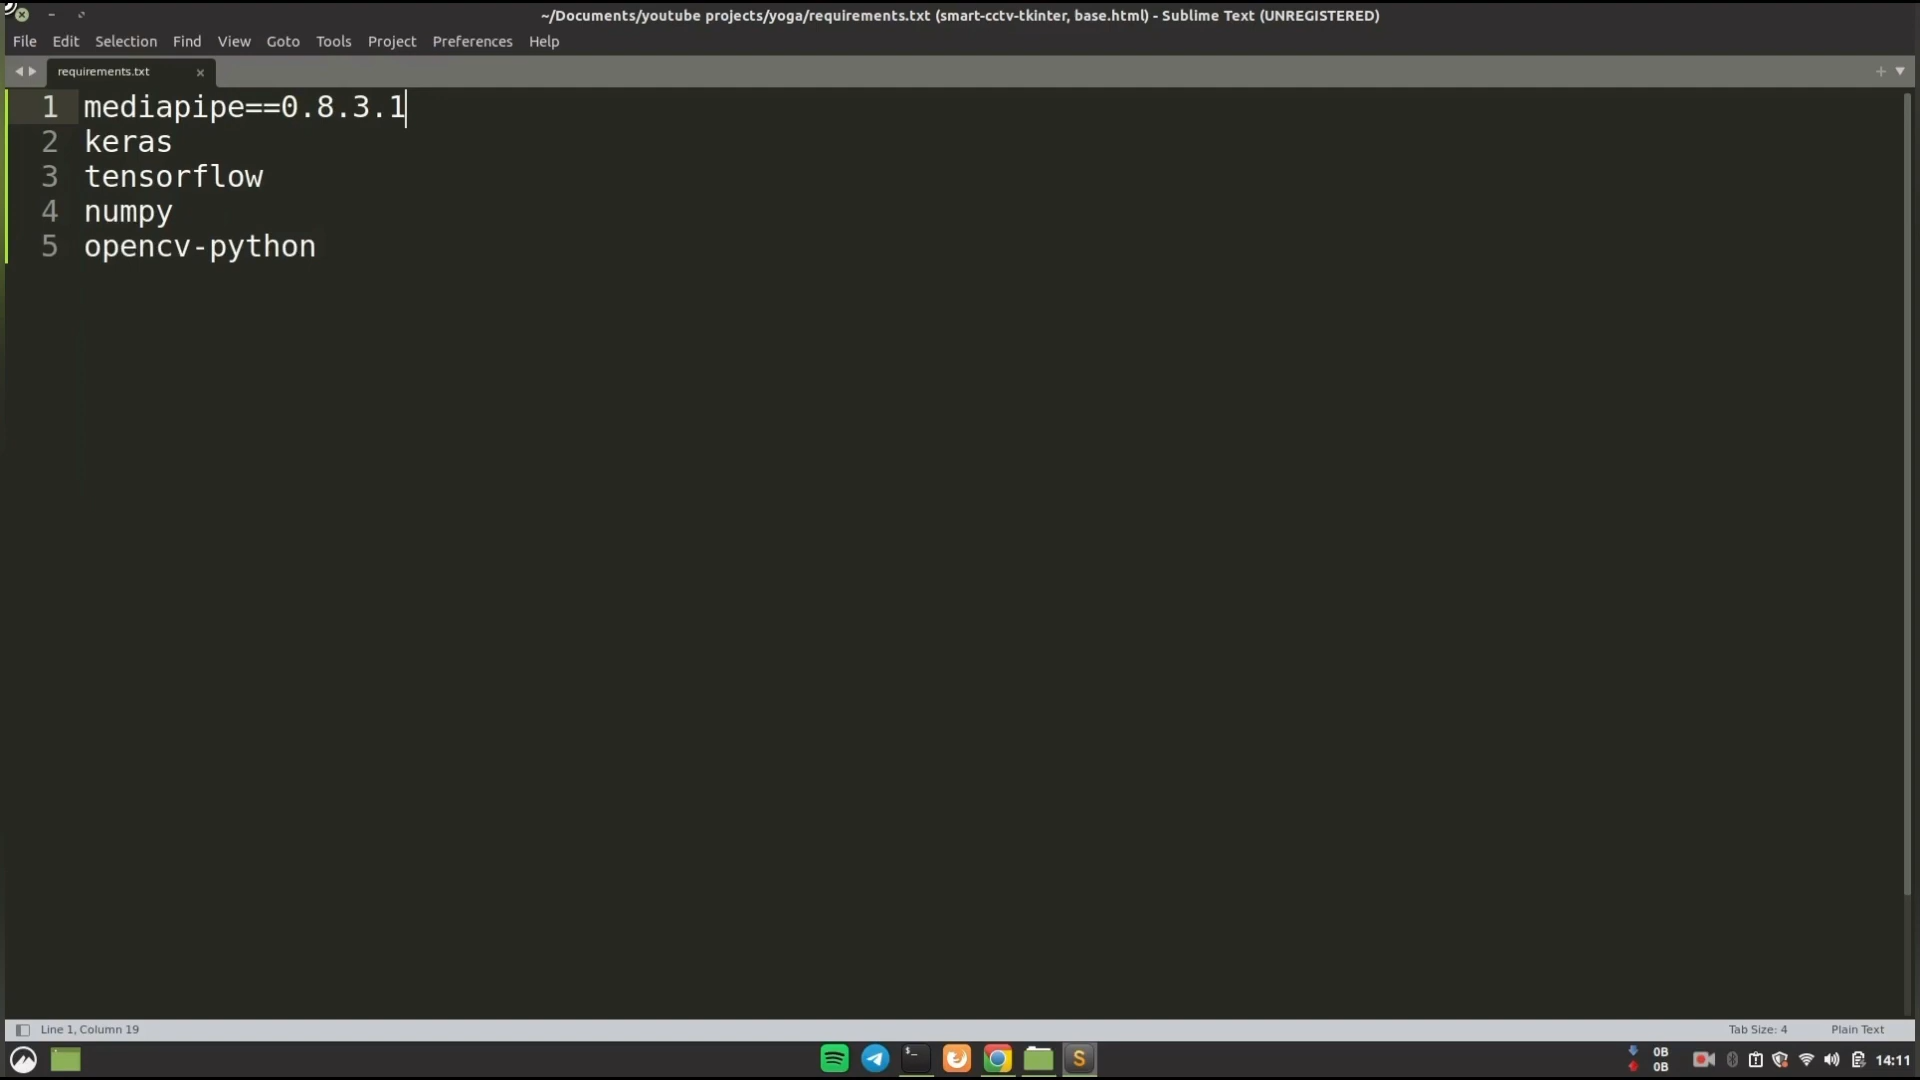 ~/Documents/youtube projects/yoga/requirements.txt (smart-cctv-tkinter, base.html) - Sublime Text (UNREGISTERED)
File Edit Selection Find View Goto Tools Project Preferences Help
requirements.txt
1 mediapipe==0.8.3.1
2 keras
3 tensorflow
4 numpy
5 opencv-python
Line 1, Column 19 Tab Size: 4 Plain Text
0B
0B
14:11